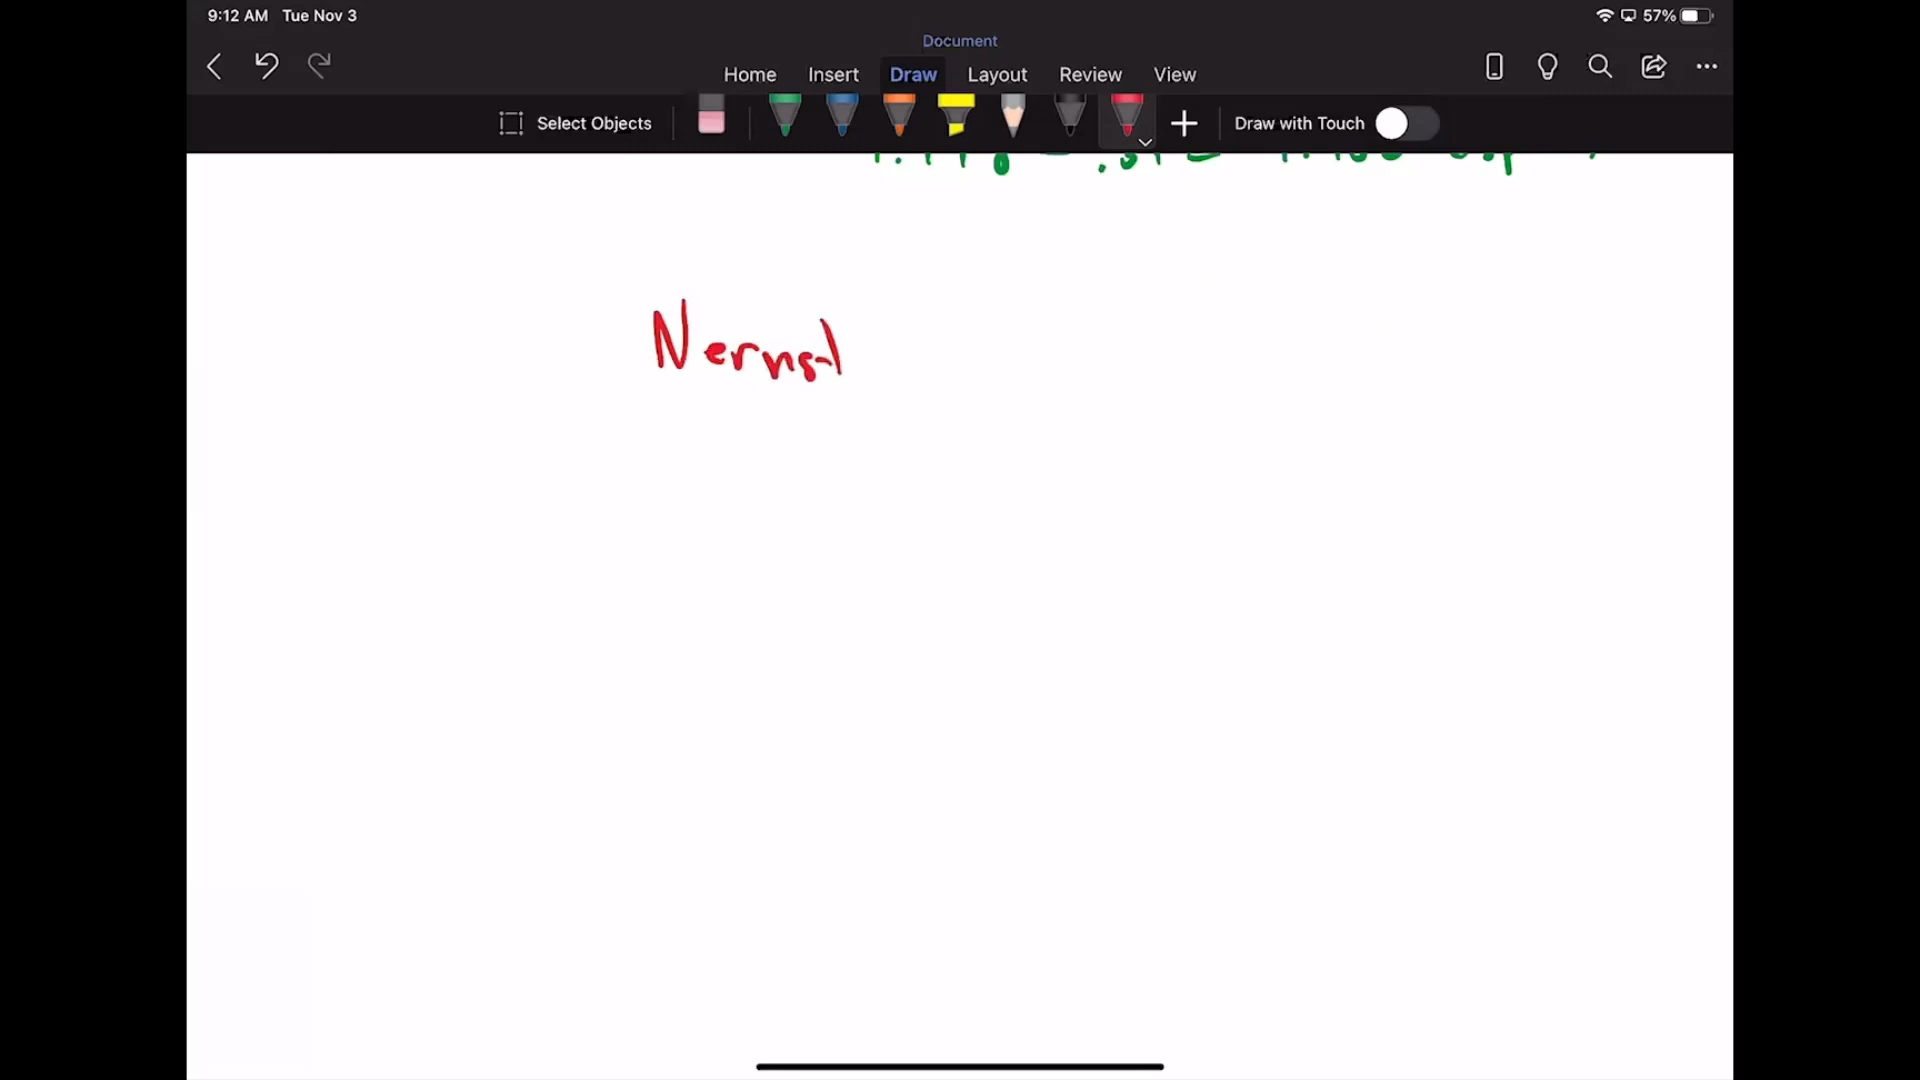 9:12 AM Tue Nov 3
57%
Document
Home Insert Draw Layout Review View
Select Objects
Draw with Touch
Nernst